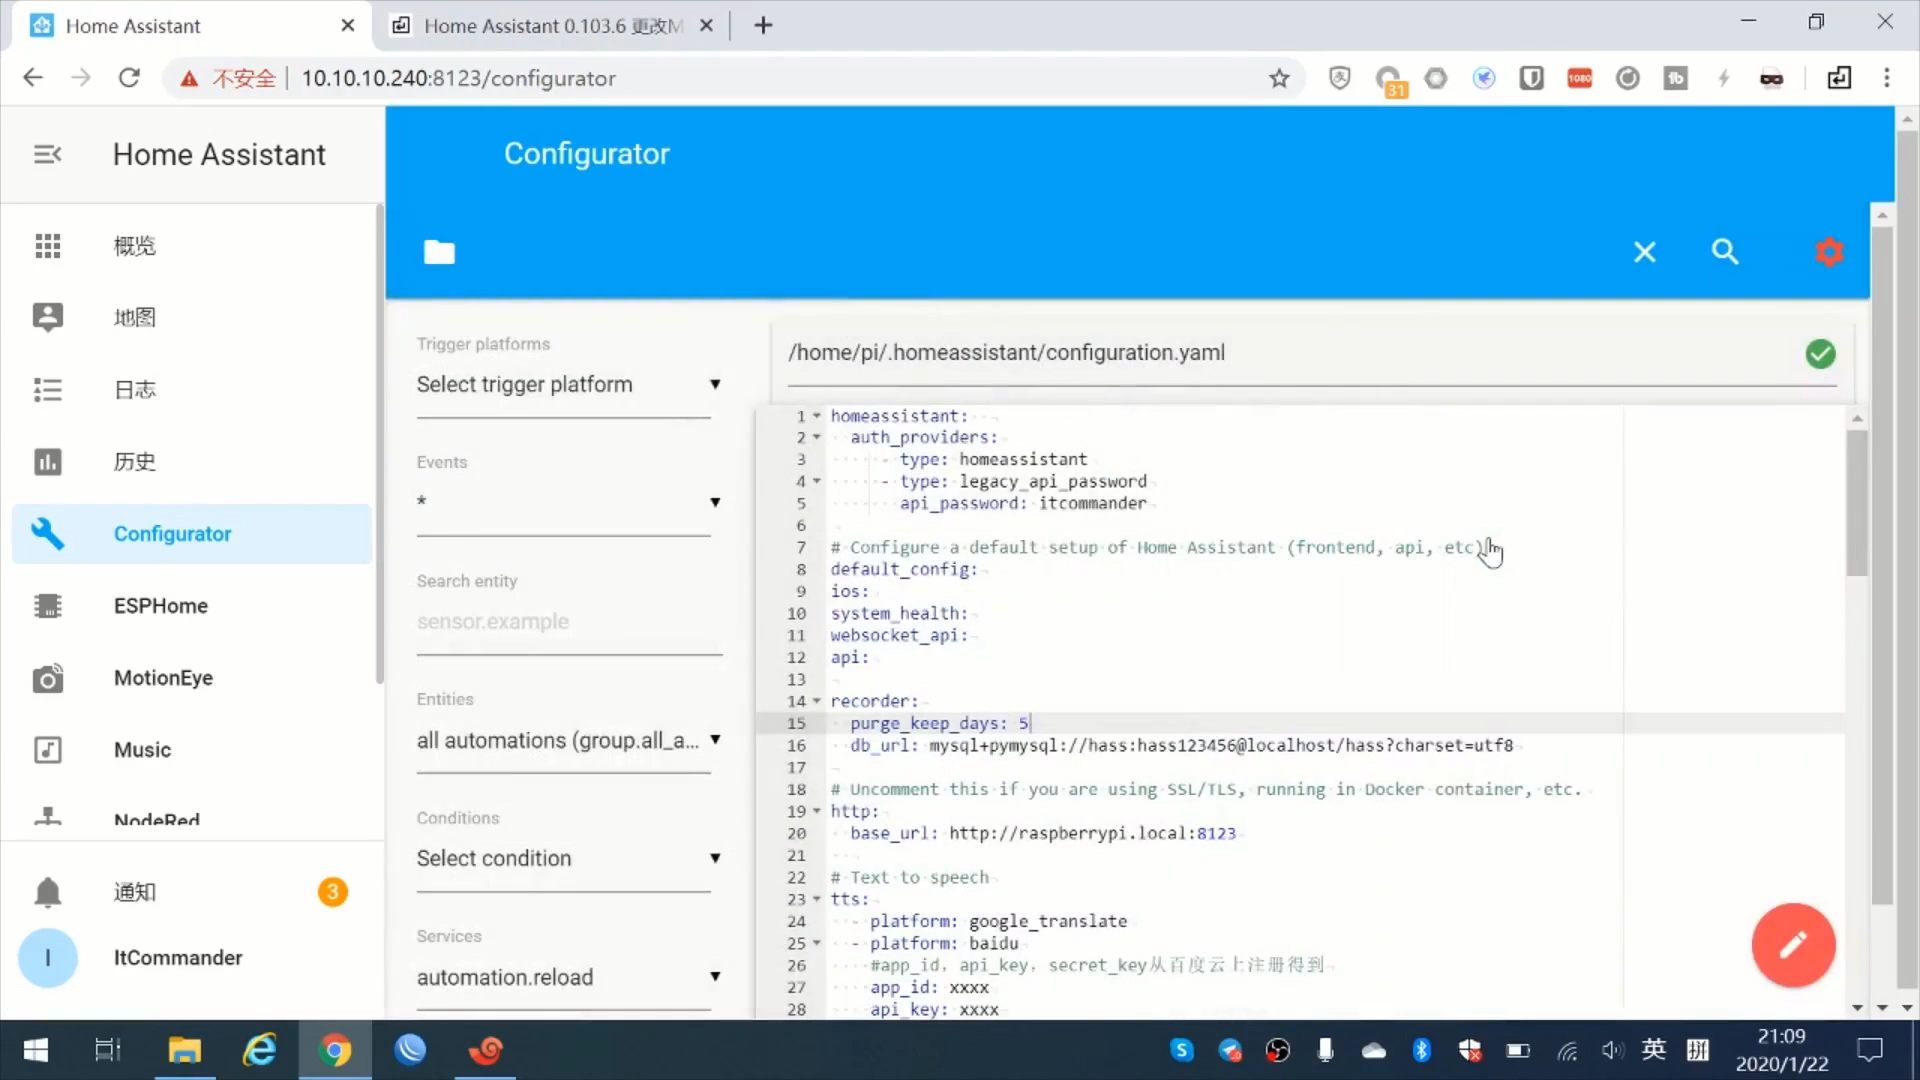 Home Assistant
Home Assistant 0.103.6 更改M
不安全
10.10.10.240:8123/configurator
31
1080
Home Assistant
Configurator
概览
地图
日志
历史
Configurator
ESPHome
MotionEye
Music
NodeRed
通知
3
I
ItCommander
Trigger platforms
Select trigger platform
Events
*
Search entity
sensor.example
Entities
all automations (group.all_a...
Conditions
Select condition
Services
automation.reload
/home/pi/.homeassistant/configuration.yaml
1 homeassistant:
2 auth_providers:
3 - type: homeassistant
4 - type: legacy_api_password
5 api_password: itcommander
6
7 # Configure a default setup of Home Assistant (frontend, api, etc)
8 default_config:
9 ios:
10 system_health:
11 websocket_api:
12 api:
13
14 recorder:
15 purge_keep_days: 5
16 db_url: mysql+pymysql://hass:hass123456@localhost/hass?charset=utf8
17
18 # Uncomment this if you are using SSL/TLS, running in Docker container, etc.
19 http:
20 base_url: http://raspberrypi.local:8123
21
22 # Text to speech
23 tts:
24 - platform: google_translate
25 - platform: baidu
26 #app_id, api_key, secret_key从百度云上注册得到
27 app_id: xxxx
28 api_key: xxxx
英
拼
21:09
2020/1/22